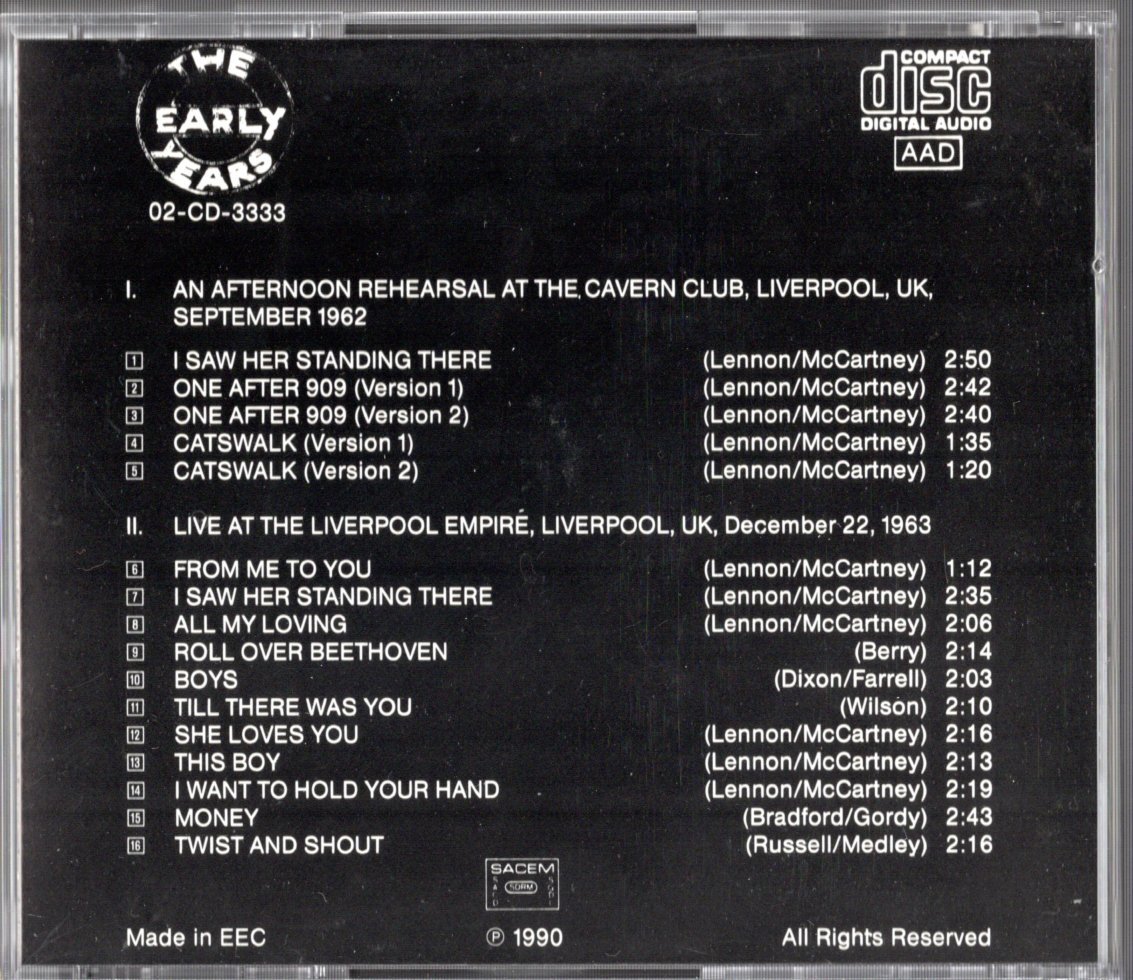 THE
EARLY
YEARS
02-CD-3333
COMPACT
disc
DIGITAL AUDIO
AAD
I. AN AFTERNOON REHEARSAL AT THE CAVERN CLUB, LIVERPOOL, UK,
SEPTEMBER 1962
1 I SAW HER STANDING THERE (Lennon/McCartney) 2:50
2 ONE AFTER 909 (Version 1) (Lennon/McCartney) 2:42
3 ONE AFTER 909 (Version 2) (Lennon/McCartney) 2:40
4 CATSWALK (Version 1) (Lennon/McCartney) 1:35
5 CATSWALK (Version 2) (Lennon/McCartney) 1:20
II. LIVE AT THE LIVERPOOL EMPIRE, LIVERPOOL, UK, December 22, 1963
6 FROM ME TO YOU (Lennon/McCartney) 1:12
7 I SAW HER STANDING THERE (Lennon/McCartney) 2:35
8 ALL MY LOVING (Lennon/McCartney) 2:06
9 ROLL OVER BEETHOVEN (Berry) 2:14
10 BOYS (Dixon/Farrell) 2:03
11 TILL THERE WAS YOU (Wilson) 2:10
12 SHE LOVES YOU (Lennon/McCartney) 2:16
13 THIS BOY (Lennon/McCartney) 2:13
14 I WANT TO HOLD YOUR HAND (Lennon/McCartney) 2:19
15 MONEY (Bradford/Gordy) 2:43
16 TWIST AND SHOUT (Russell/Medley) 2:16
SACEM
SDRM
Made in EEC ℗ 1990 All Rights Reserved